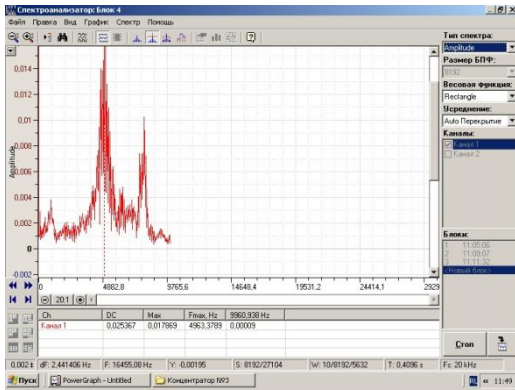 Спектроанализатор: Блок 4
Файл Правка Вид График Спектр Помощь
Тип спектра:
Amplitude
Размер БПФ:
8192
Весовая функция:
Rectangle
Усреднение:
Auto Перекрытие
Каналы:
Канал 1
Канал 2
Блоки:
1 11:05:06
2 11:09:07
3 11:11:32
<Новый блок>
Стоп
Amplitude
0,014
0,012
0,01
0,008
0,006
0,004
0,002
0
-0,002
0 4882,8 9765,6 14648,4 19531,2 24414,1 2929
20:1
Ch DC Max Fmax, Hz 9960,938 Hz
Канал 1 0,025367 0,017869 4963,3789 0,00009
0,002 ± dF: 2,441406 Hz F: 16455,08 Hz Y: -0,00195 S: 8192/27104 W: 10/8192/5632 T: 0,4096 s Fs: 20 kHz
Пуск PowerGraph - Untitled Концентратор №3 « 11:49